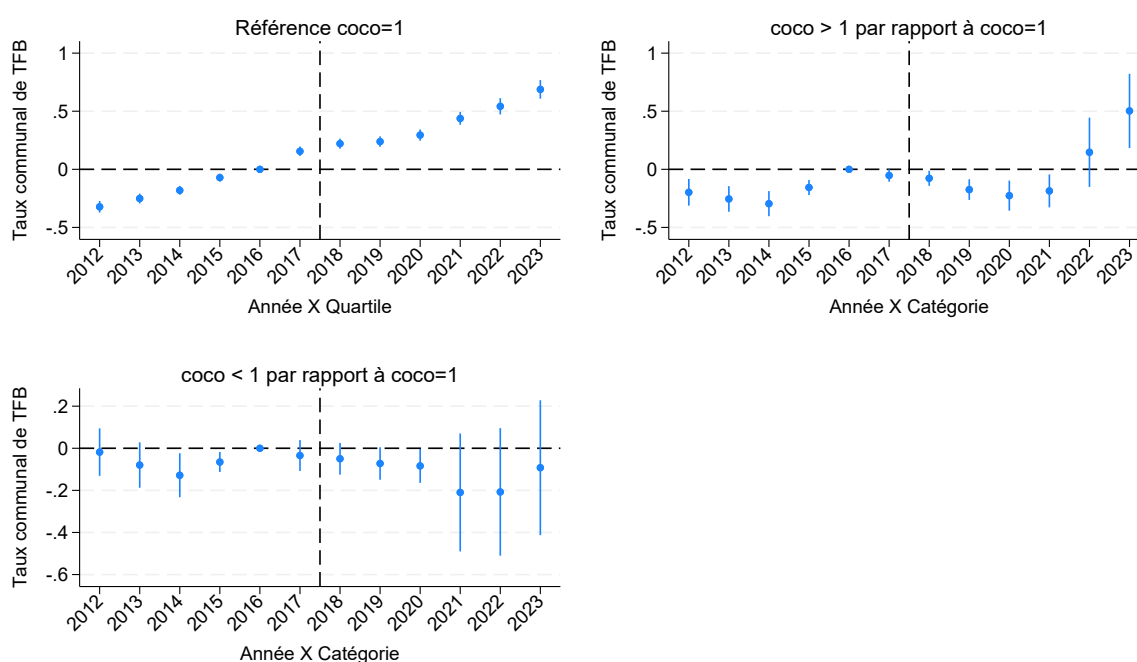 Référence coco=1
Taux communal de TFB
1
.5
0
-.5
2012 2013 2014 2015 2016 2017 2018 2019 2020 2021 2022 2023
Année X Quartile
coco > 1 par rapport à coco=1
Taux communal de TFB
1
.5
0
-.5
2012 2013 2014 2015 2016 2017 2018 2019 2020 2021 2022 2023
Année X Catégorie
coco < 1 par rapport à coco=1
Taux communal de TFB
.2
0
-.2
-.4
-.6
2012 2013 2014 2015 2016 2017 2018 2019 2020 2021 2022 2023
Année X Catégorie